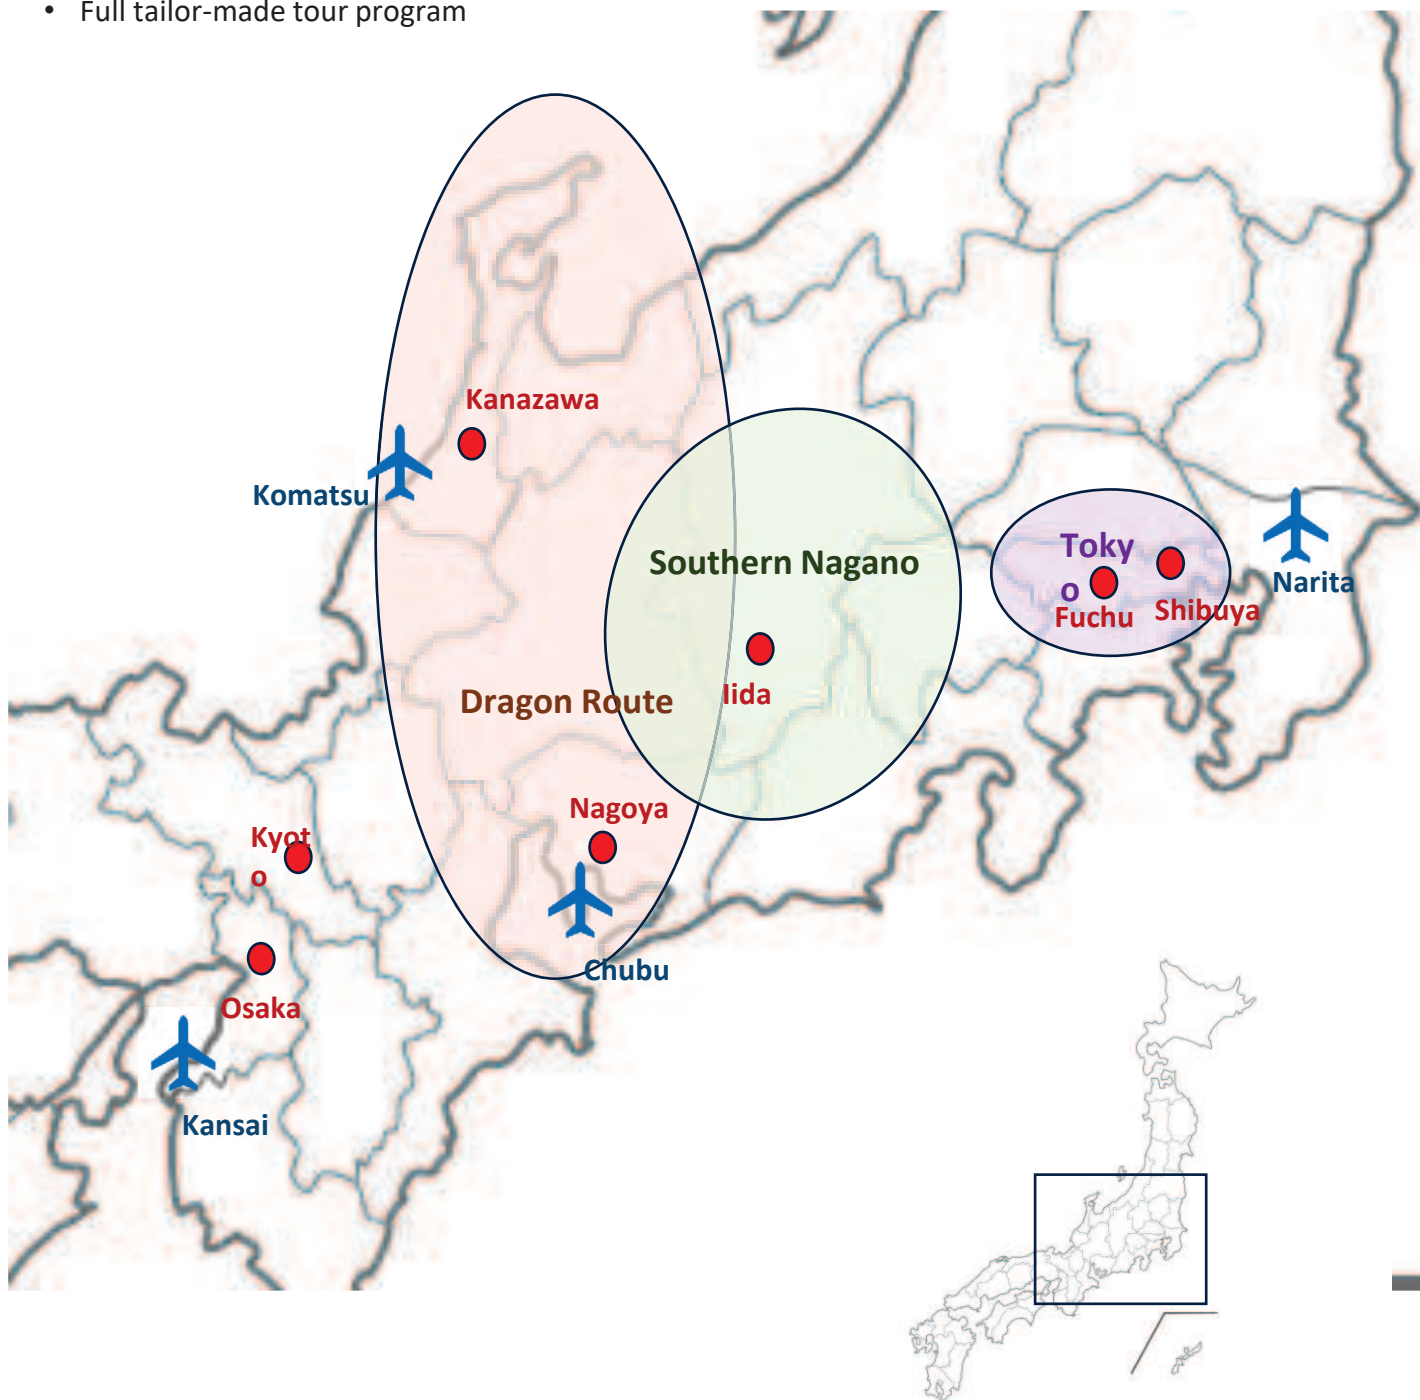 • Full tailor-made tour program
Kanazawa
Komatsu
Southern Nagano
Toky
o
Fuchu
Shibuya
Narita
Iida
Dragon Route
Nagoya
Kyot
o
Chubu
Osaka
Kansai